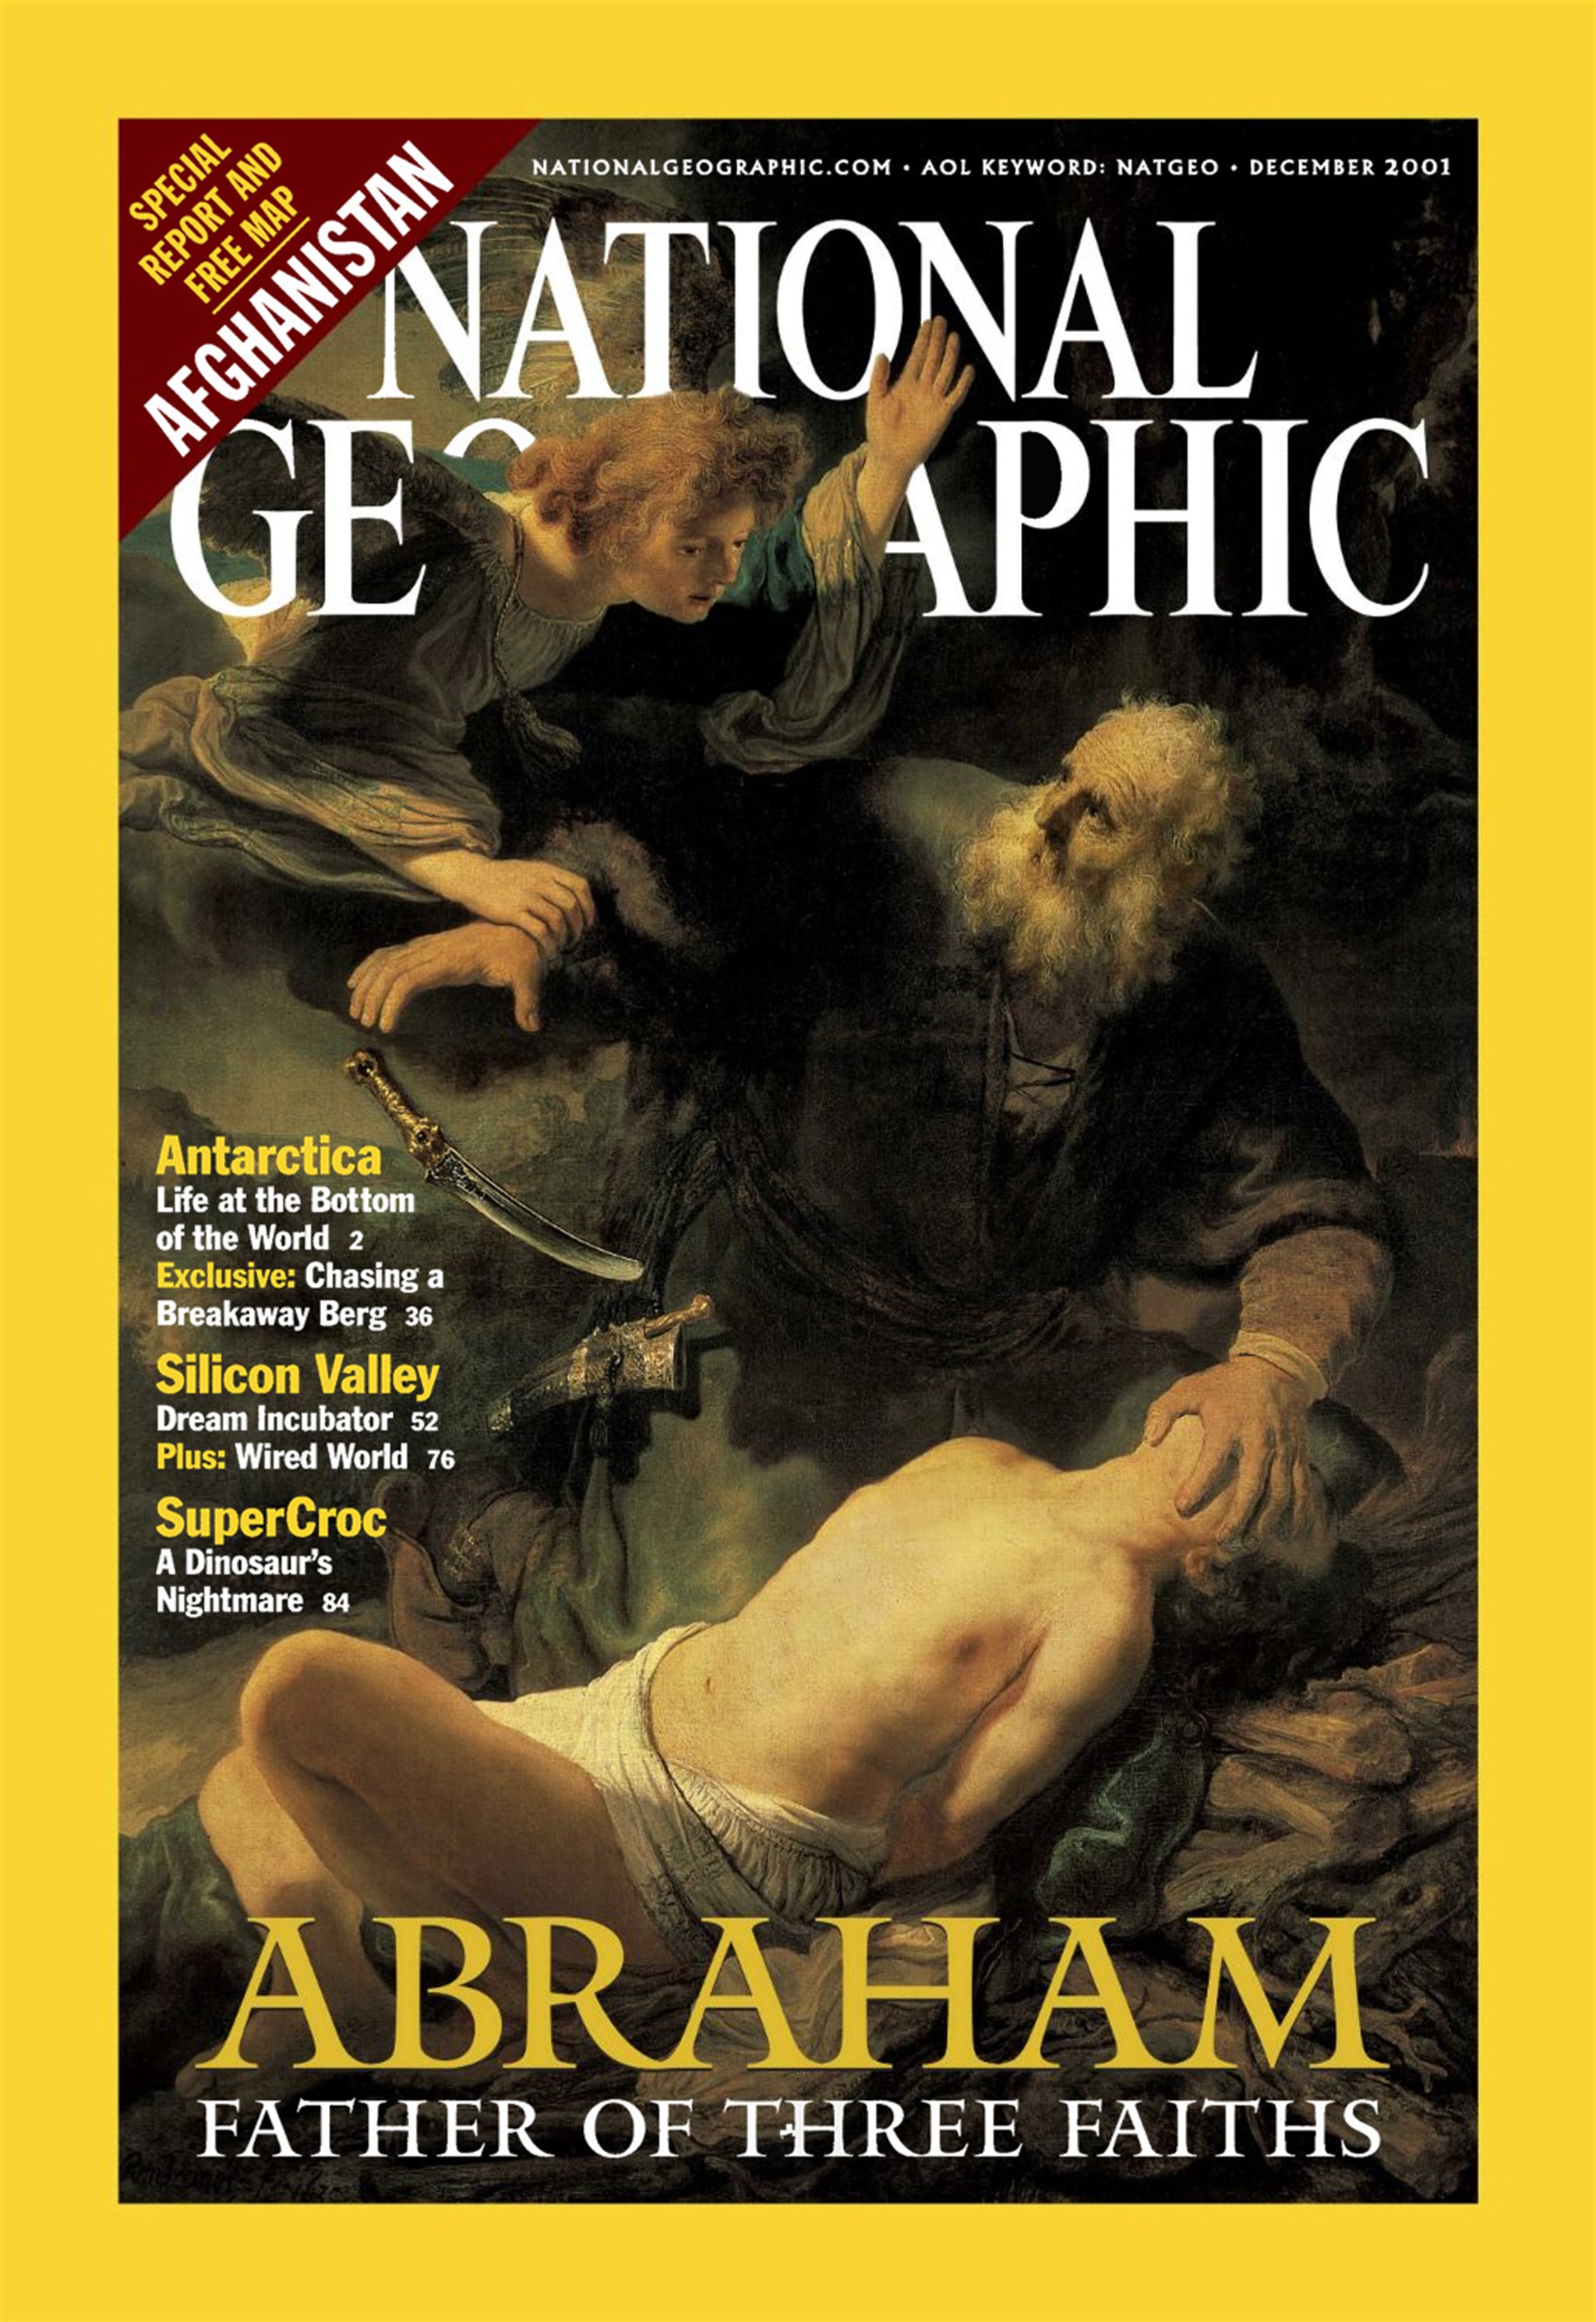 SPECIAL
REPORT AND
FREE MAP
AFGHANISTAN
NATIONALGEOGRAPHIC.COM • AOL KEYWORD: NATGEO • DECEMBER 2001
NATIONAL
GEOGRAPHIC
Antarctica
Life at the Bottom
of the World 2
Exclusive: Chasing a
Breakaway Berg 36
Silicon Valley
Dream Incubator 52
Plus: Wired World 76
SuperCroc
A Dinosaur's
Nightmare 84
ABRAHAM
FATHER OF THREE FAITHS